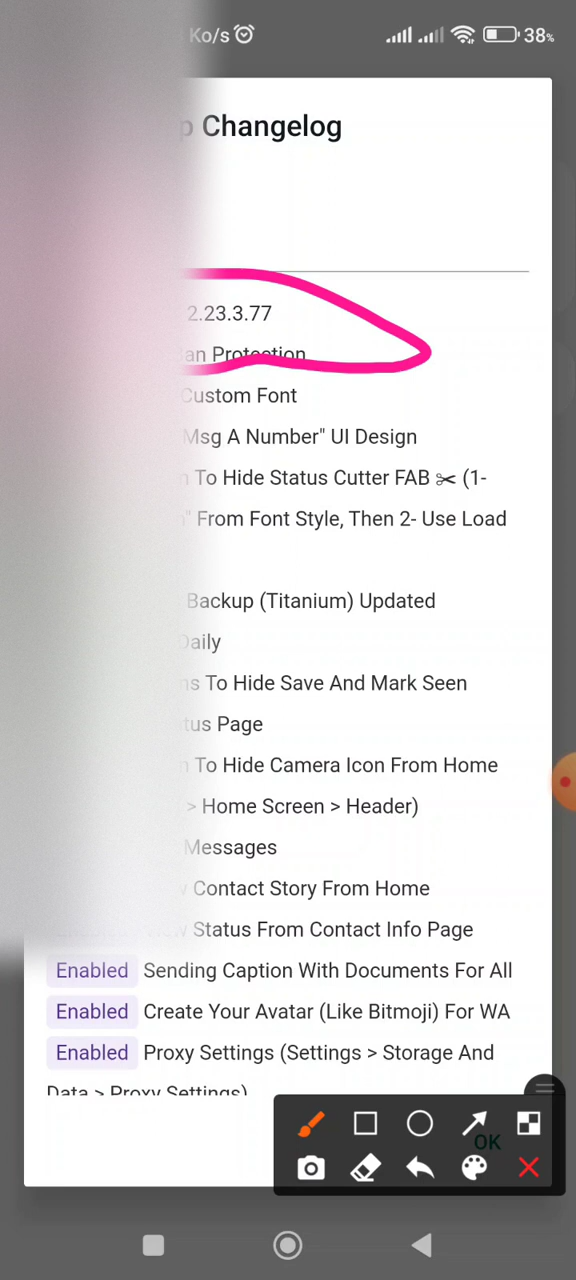 Ko/s 38%
Changelog
2.23.3.77
Protection
Custom Font
Msg A Number" UI Design
To Hide Status Cutter FAB ✂ (1-
" From Font Style, Then 2- Use Load
Backup (Titanium) Updated
Daily
To Hide Save And Mark Seen
Page
To Hide Camera Icon From Home
> Home Screen > Header)
Messages
Contact Story From Home
Status From Contact Info Page
Enabled Sending Caption With Documents For All
Enabled Create Your Avatar (Like Bitmoji) For WA
Enabled Proxy Settings (Settings > Storage And
Data > Proxy Settings)
OK